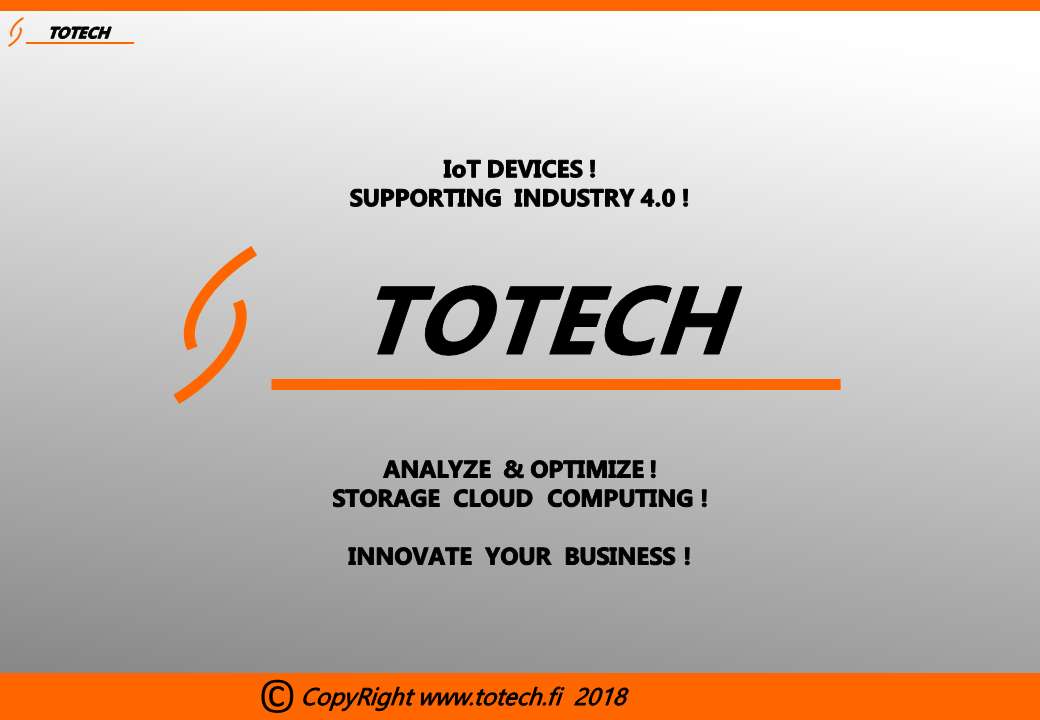 TOTECH
IoT DEVICES !
SUPPORTING INDUSTRY 4.0 !
TOTECH
ANALYZE & OPTIMIZE !
STORAGE CLOUD COMPUTING !
INNOVATE YOUR BUSINESS !
© CopyRight www.totech.fi 2018